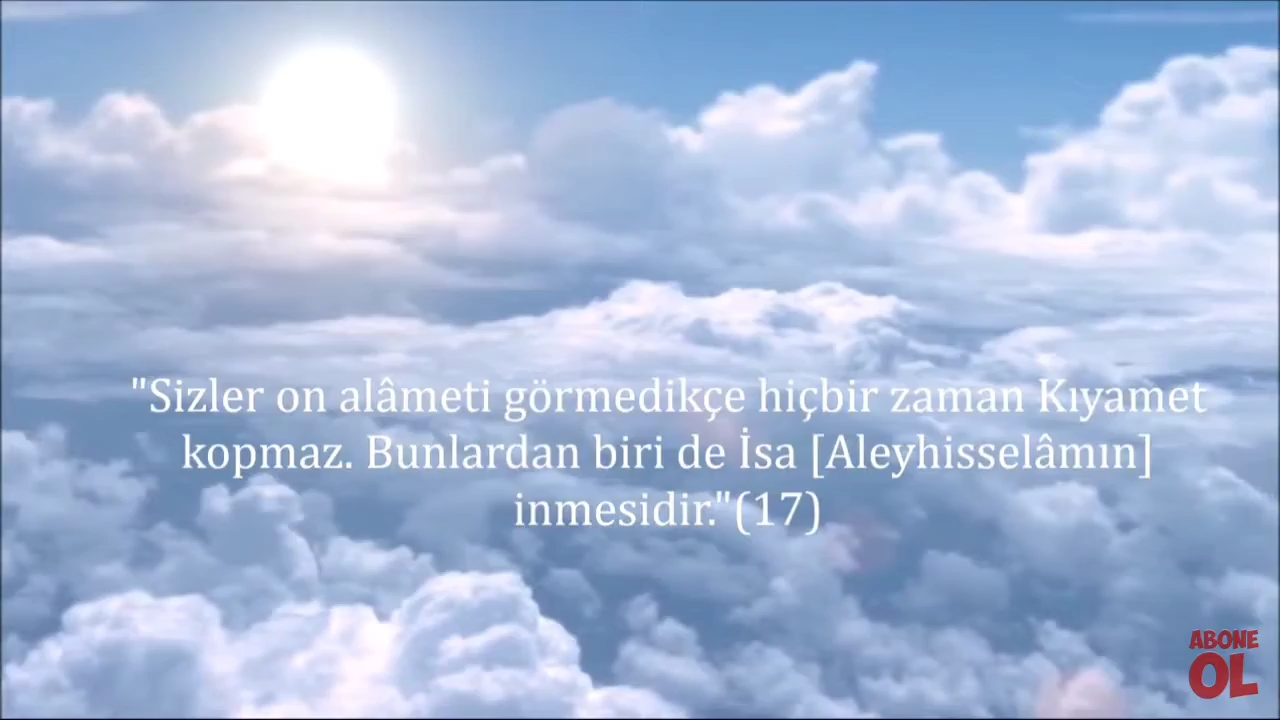 "Sizler on alâmeti görmedikçe hiçbir zaman Kıyamet
kopmaz. Bunlardan biri de İsa [Aleyhisselâmın]
inmesidir."(17)
ABONE
OL